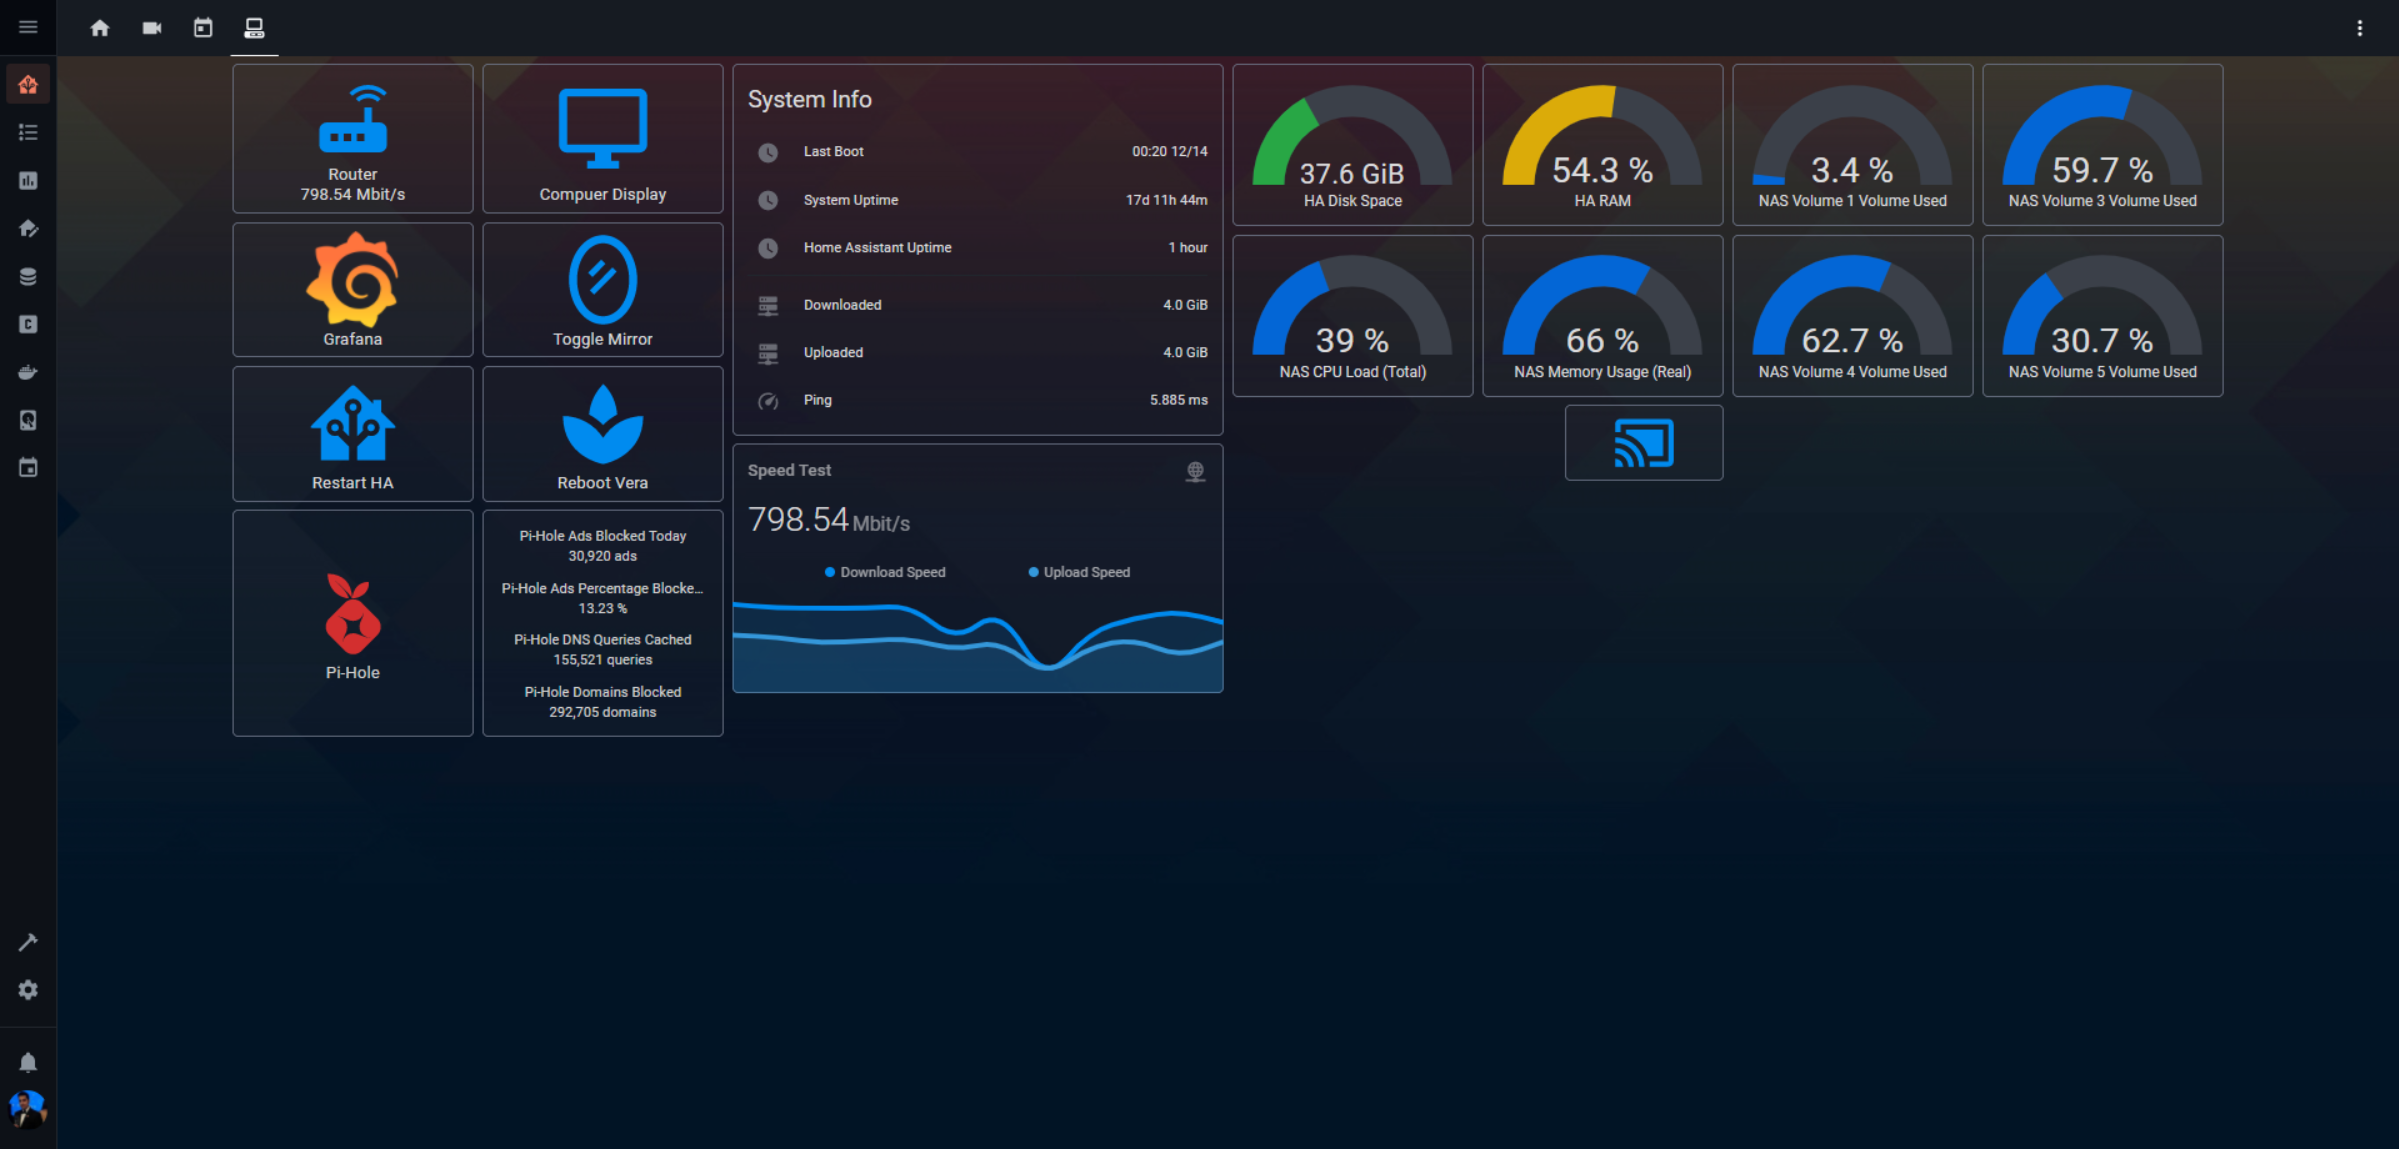 Router
798.54 Mbit/s
Compuer Display
Grafana
Toggle Mirror
Restart HA
Reboot Vera
Pi-Hole
Pi-Hole Ads Blocked Today
30,920 ads
Pi-Hole Ads Percentage Blocke...
13.23 %
Pi-Hole DNS Queries Cached
155,521 queries
Pi-Hole Domains Blocked
292,705 domains
System Info
Last Boot 00:20 12/14
System Uptime 17d 11h 44m
Home Assistant Uptime 1 hour
Downloaded 4.0 GiB
Uploaded 4.0 GiB
Ping 5.885 ms
Speed Test
798.54 Mbit/s
Download Speed Upload Speed
37.6 GiB
HA Disk Space
54.3 %
HA RAM
3.4 %
NAS Volume 1 Volume Used
59.7 %
NAS Volume 3 Volume Used
39 %
NAS CPU Load (Total)
66 %
NAS Memory Usage (Real)
62.7 %
NAS Volume 4 Volume Used
30.7 %
NAS Volume 5 Volume Used
C